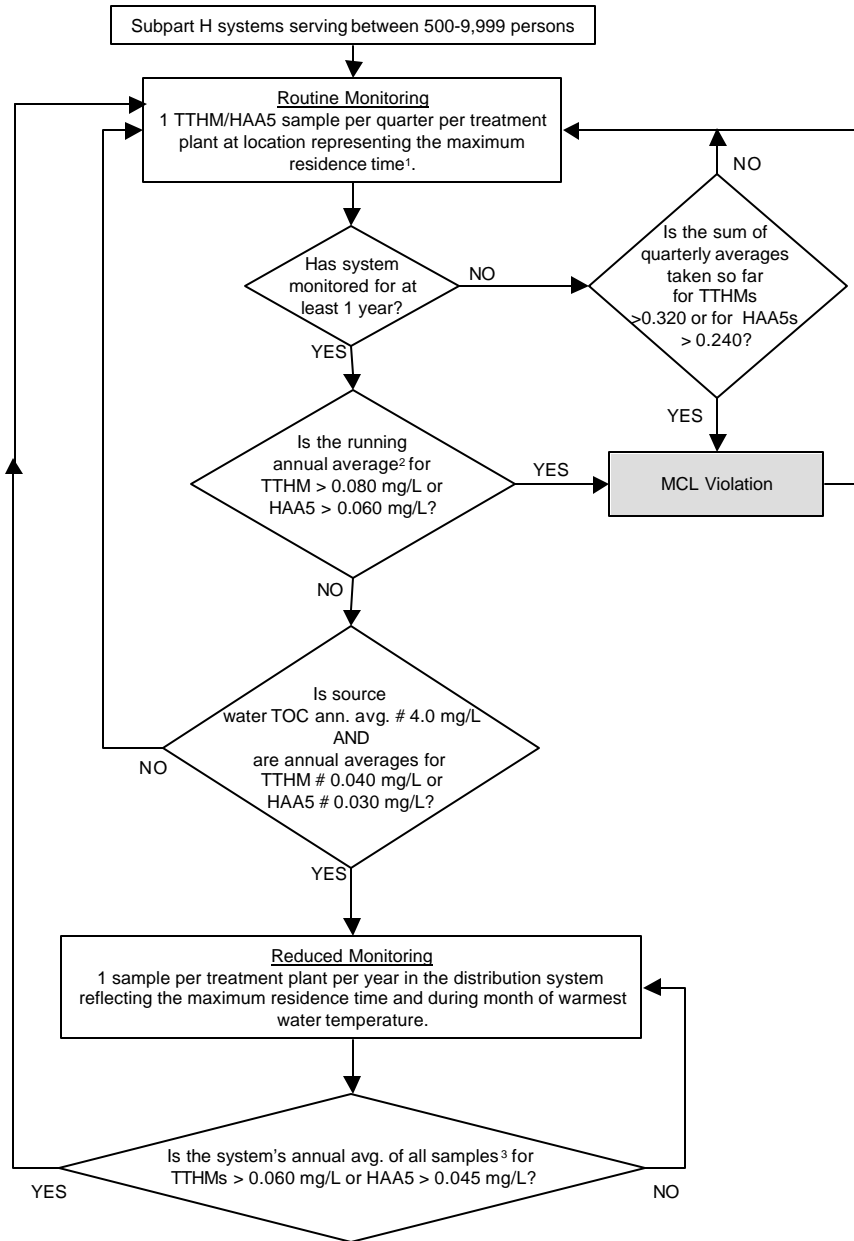 Subpart H systems serving between 500-9,999 persons
Routine Monitoring
1 TTHM/HAA5 sample per quarter per treatment
plant at location representing the maximum
residence time¹.
NO
Is the sum of
quarterly averages
taken so far
for TTHMs
>0.320 or for HAA5s
> 0.240?
Has system
monitored for at
least 1 year?
NO
YES
YES
Is the running
annual average² for
TTHM > 0.080 mg/L or
HAA5 > 0.060 mg/L?
YES
MCL Violation
NO
Is source
water TOC ann. avg. # 4.0 mg/L
AND
are annual averages for
TTHM # 0.040 mg/L or
HAA5 # 0.030 mg/L?
NO
YES
Reduced Monitoring
1 sample per treatment plant per year in the distribution system
reflecting the maximum residence time and during month of warmest
water temperature.
Is the system's annual avg. of all samples³ for
TTHMs > 0.060 mg/L or HAA5 > 0.045 mg/L?
YES
NO